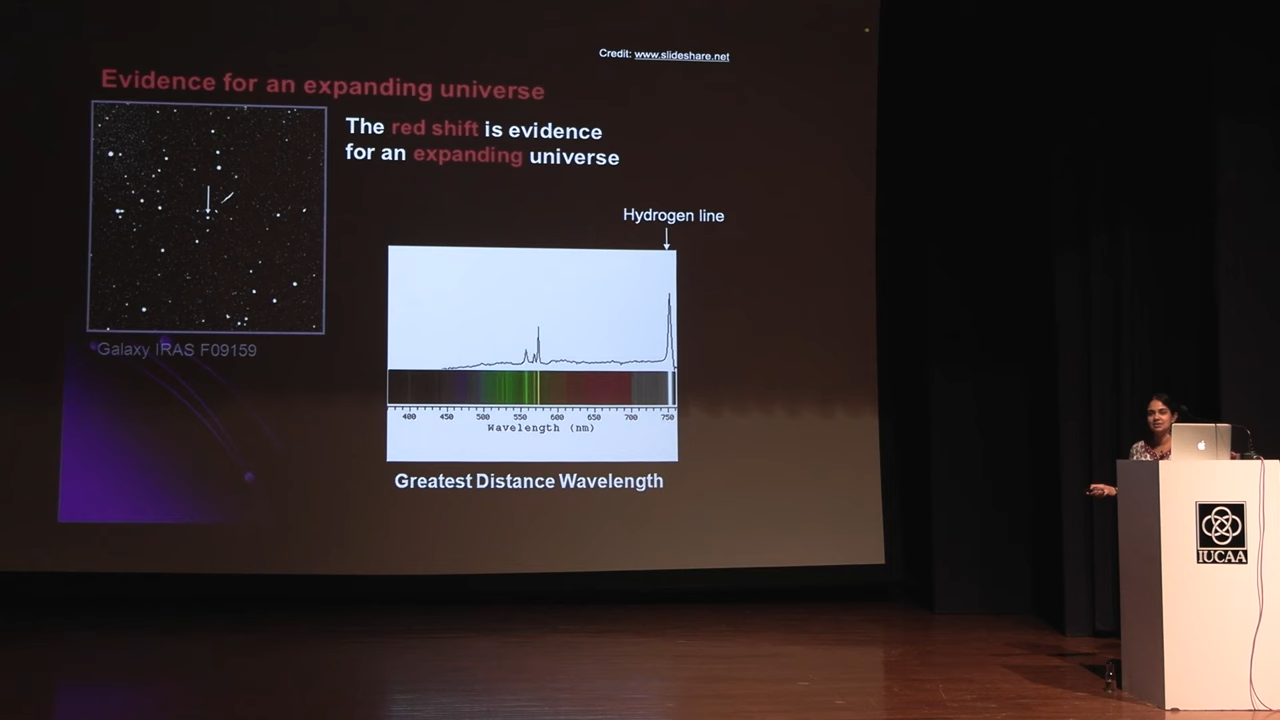 Credit: www.slideshare.net
Evidence for an expanding universe
The red shift is evidence
for an expanding universe
Hydrogen line
Galaxy IRAS F09159
400 450 500 550 600 650 700 750
Wavelength (nm)
Greatest Distance Wavelength
IUCAA